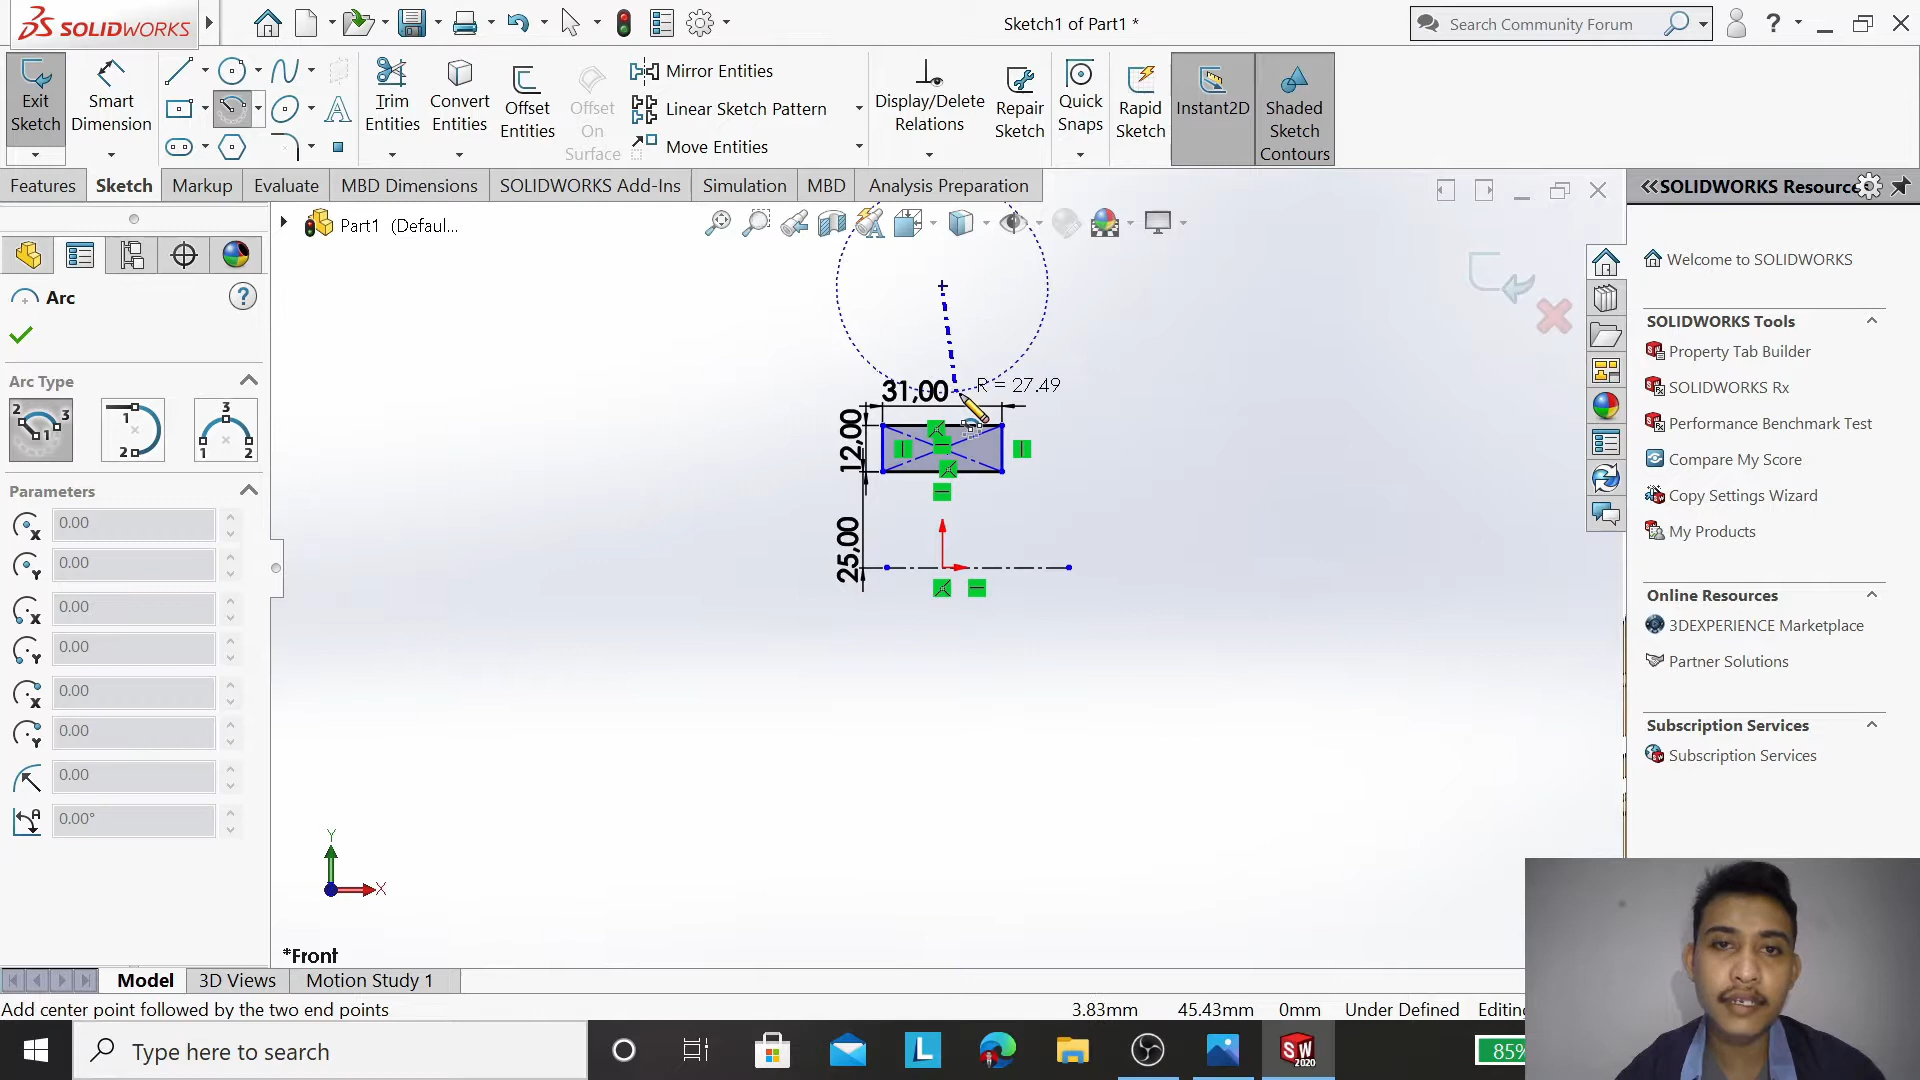 SOLIDWORKS
Sketch1 of Part1 *
Search Community Forum
?
Exit Sketch
Smart Dimension
Trim Entities
Convert Entities
Offset Entities
Offset On Surface
Mirror Entities
Linear Sketch Pattern
Move Entities
Display/Delete Relations
Repair Sketch
Quick Snaps
Rapid Sketch
Instant2D
Shaded Sketch Contours
Features
Sketch
Markup
Evaluate
MBD Dimensions
SOLIDWORKS Add-Ins
Simulation
MBD
Analysis Preparation
SOLIDWORKS Resourc
Part1 (Defaul...
Arc
?
Arc Type
Parameters
0.00
0.00
0.00
0.00
0.00
0.00
0.00
0.00°
31,00
R = 27.49
12,00
25,00
Y
X
*Front
Welcome to SOLIDWORKS
SOLIDWORKS Tools
Property Tab Builder
SOLIDWORKS Rx
Performance Benchmark Test
Compare My Score
Copy Settings Wizard
My Products
Online Resources
3DEXPERIENCE Marketplace
Partner Solutions
Subscription Services
Subscription Services
Model
3D Views
Motion Study 1
Add center point followed by the two end points
3.83mm
45.43mm
0mm
Under Defined
Editin
Type here to search
L
SW 2020
85%